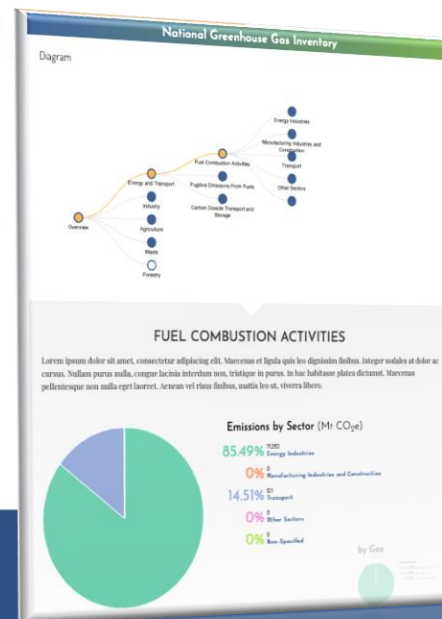 National Greenhouse Gas Inventory
Diagram
Energy Industries
Manufacturing Industries and
Construction
Fuel Combustion Activities
Transport
Energy and Transport
Fugitive Emissions From Fuels
Other Sectors
Industry
Carbon Dioxide Transport and
Storage
Overview
Agriculture
Waste
Forestry
FUEL COMBUSTION ACTIVITIES
Lorem ipsum dolor sit amet, consectetur adipiscing elit. Maecenas et ligula quis leo dignissim finibus. Integer sodales at dolor ac
cursus. Nullam purus nulla, congue lacinia interdum non, tristique in purus. In hac habitasse platea dictumst. Maecenas
pellentesque non nulla eget laoreet. Aenean vel risus finibus, mattis leo ut, viverra libero.
Emissions by Sector (Mt CO₂e)
85.49% Energy Industries
0% 0 Manufacturing Industries and Construction
14.51% Transport
0% 0 Other Sectors
0% 0 Non-Specified
by Gas